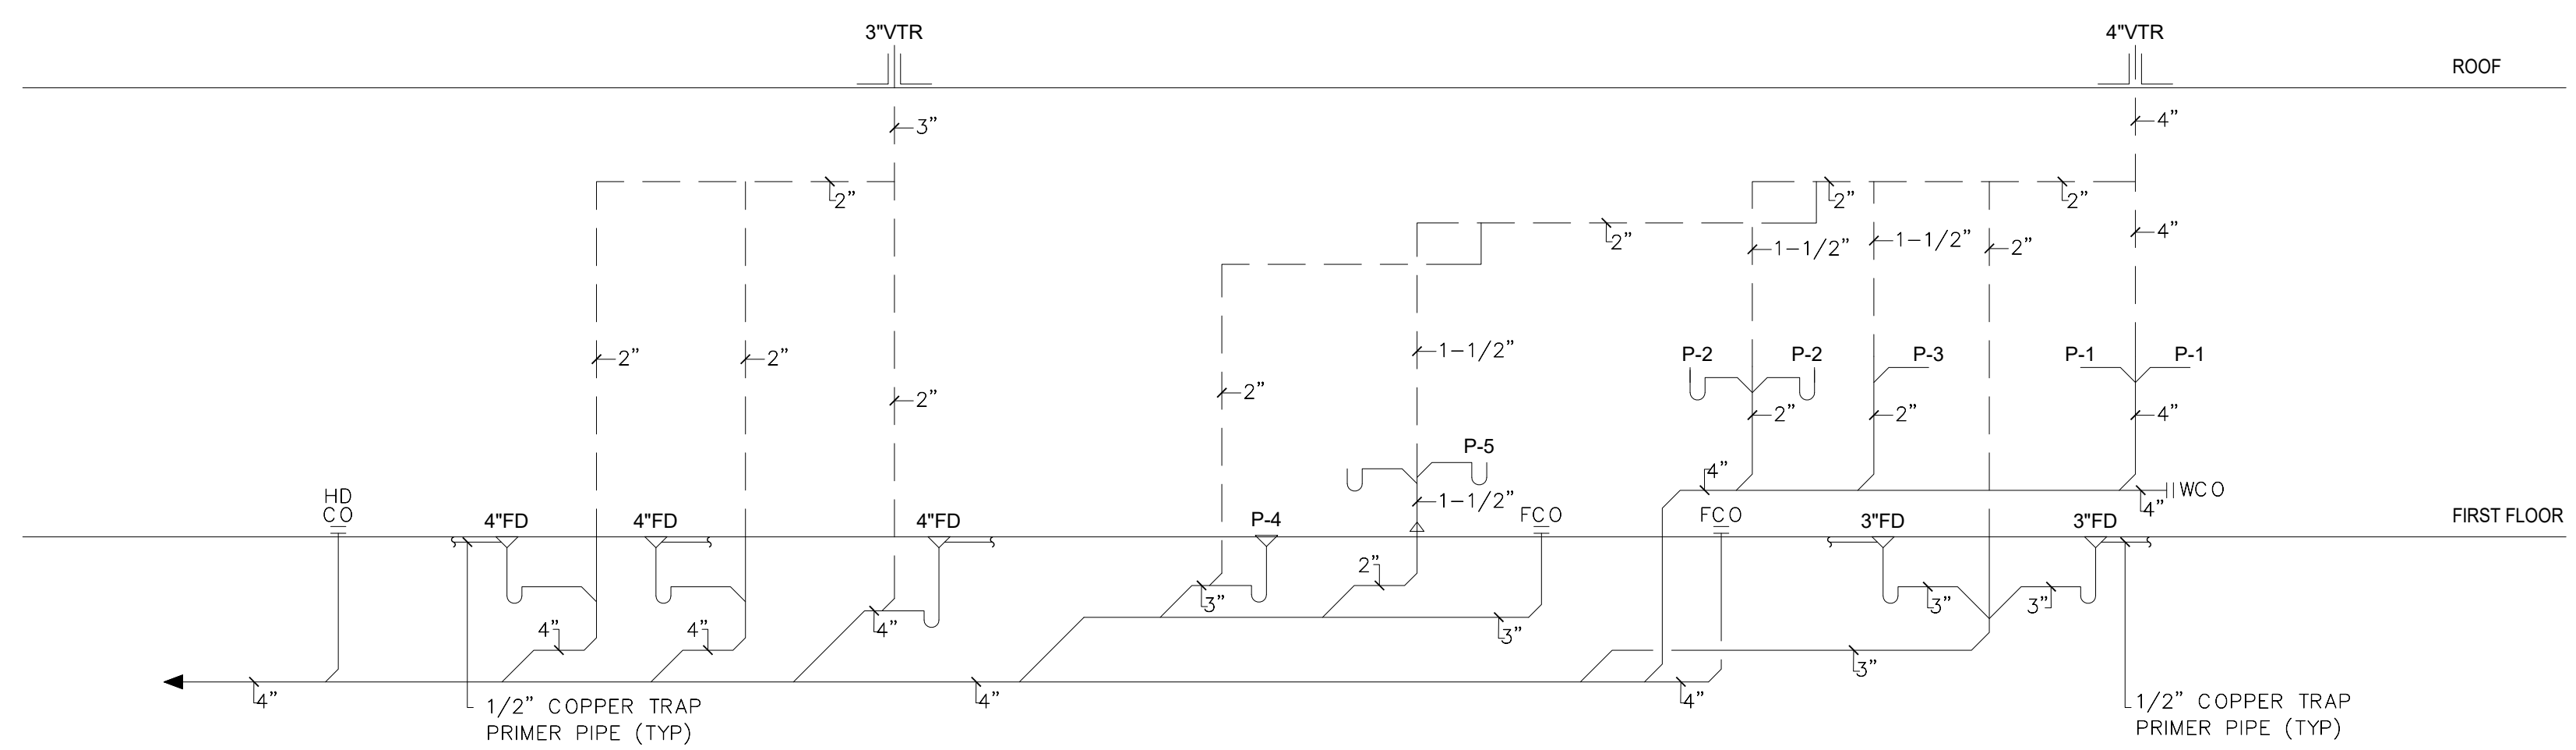 3"VTR
4"VTR
ROOF
3”
4”
2”
2”
2”
2”
4”
1-1/2”
1-1/2”
2”
2”
2”
1-1/2”
P-2
P-2
P-3
P-1
P-1
2”
2”
2”
2”
4”
P-5
4”
1-1/2”
WCO
4”
HD
CO
4"FD
4"FD
4"FD
P-4
FCO
FCO
3"FD
3"FD
FIRST FLOOR
2”
3”
3”
3”
4”
4”
4”
3”
3”
4”
4”
4”
1/2” COPPER TRAP
PRIMER PIPE (TYP)
1/2” COPPER TRAP
PRIMER PIPE (TYP)